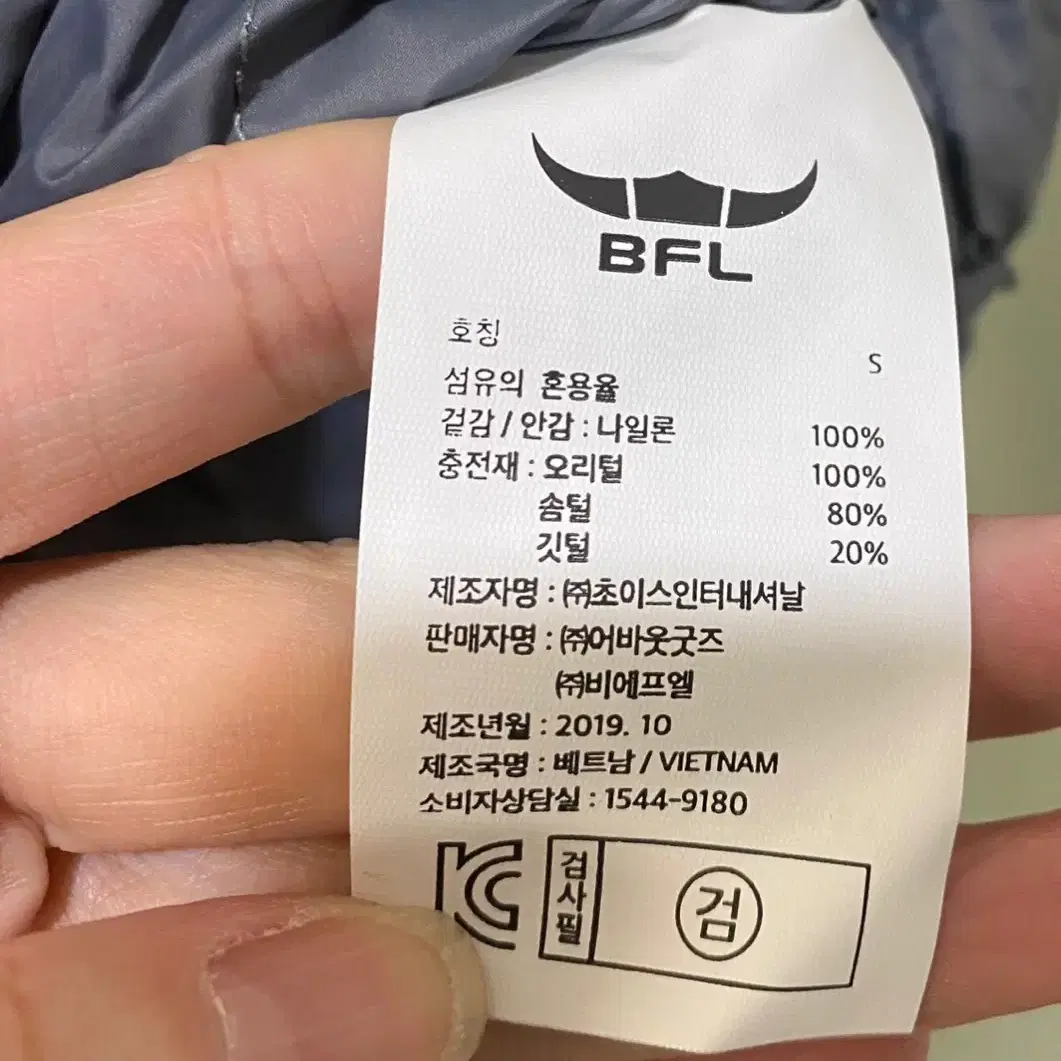 BFL
호칭 S
섬유의 혼용율
겉감 / 안감 : 나일론 100%
충전재 : 오리털 100%
솜털 80%
깃털 20%
제조자명 : ㈜초이스인터내셔날
판매자명 : ㈜어바웃굿즈
㈜비에프엘
제조년월 : 2019. 10
제조국명 : 베트남 / VIETNAM
소비자상담실 : 1544-9180
KC 검사필 검